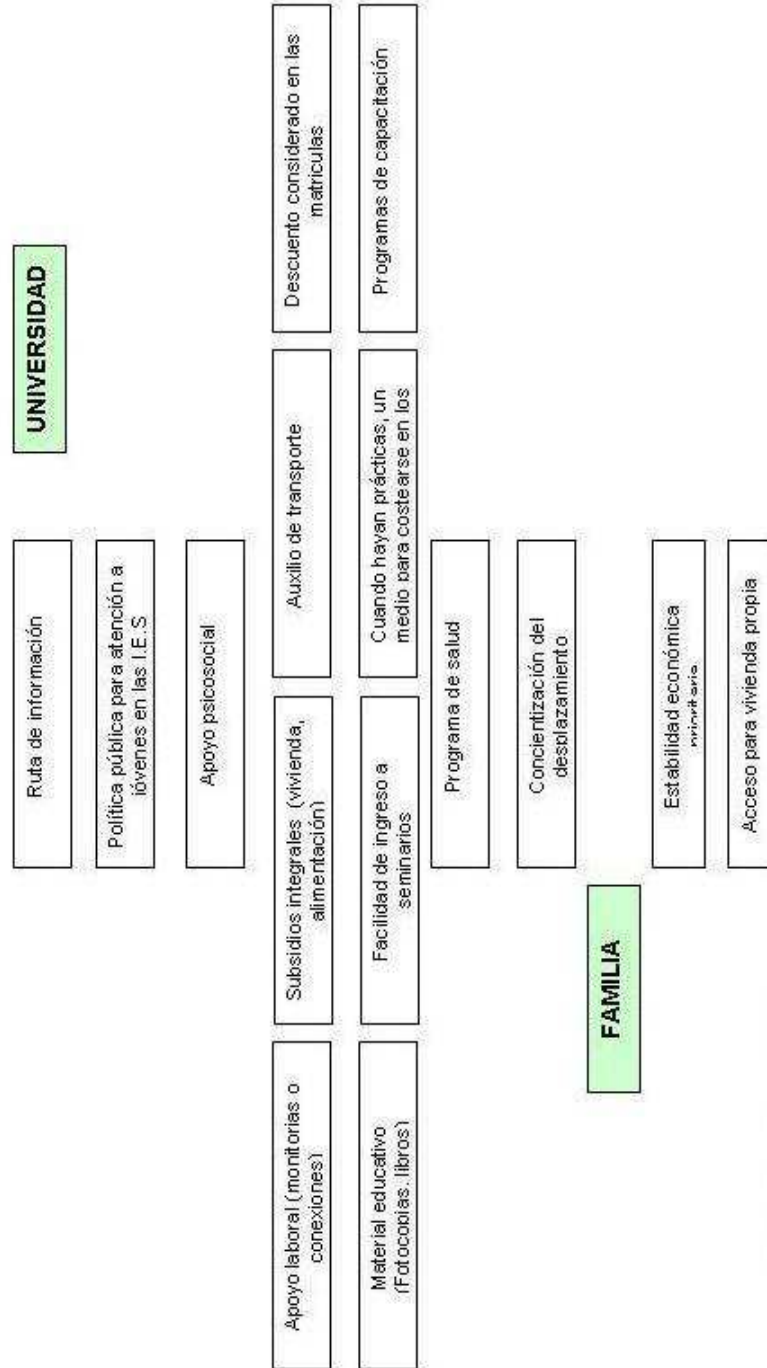 UNIVERSIDAD
Ruta de información
Política pública para atención a
jóvenes en las I.E.S
Apoyo psicosocial
Apoyo laboral (monitorias o
conexiones)
Subsidios integrales (vivienda,
alimentación)
Auxilio de transporte
Descuento considerado en las
matriculas
Material educativo
(Fotocopias, libros)
Facilidad de ingreso a
seminarios
Cuando hayan prácticas, un
medio para costearse en los
Programas de capacitación
Programa de salud
Concientización del
desplazamiento
FAMILIA
Estabilidad económica
prioritaria
Acceso para vivienda propia